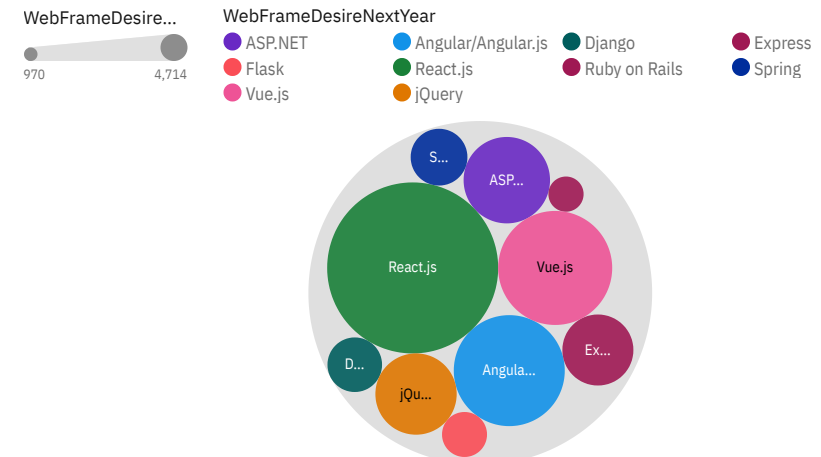 WebFrameDesire...
970
4,714
WebFrameDesireNextYear
ASP.NET
Angular/Angular.js
Django
Express
Flask
React.js
Ruby on Rails
Spring
Vue.js
jQuery
S...
ASP...
React.js
Vue.js
D...
Ex...
Angula...
jQu...